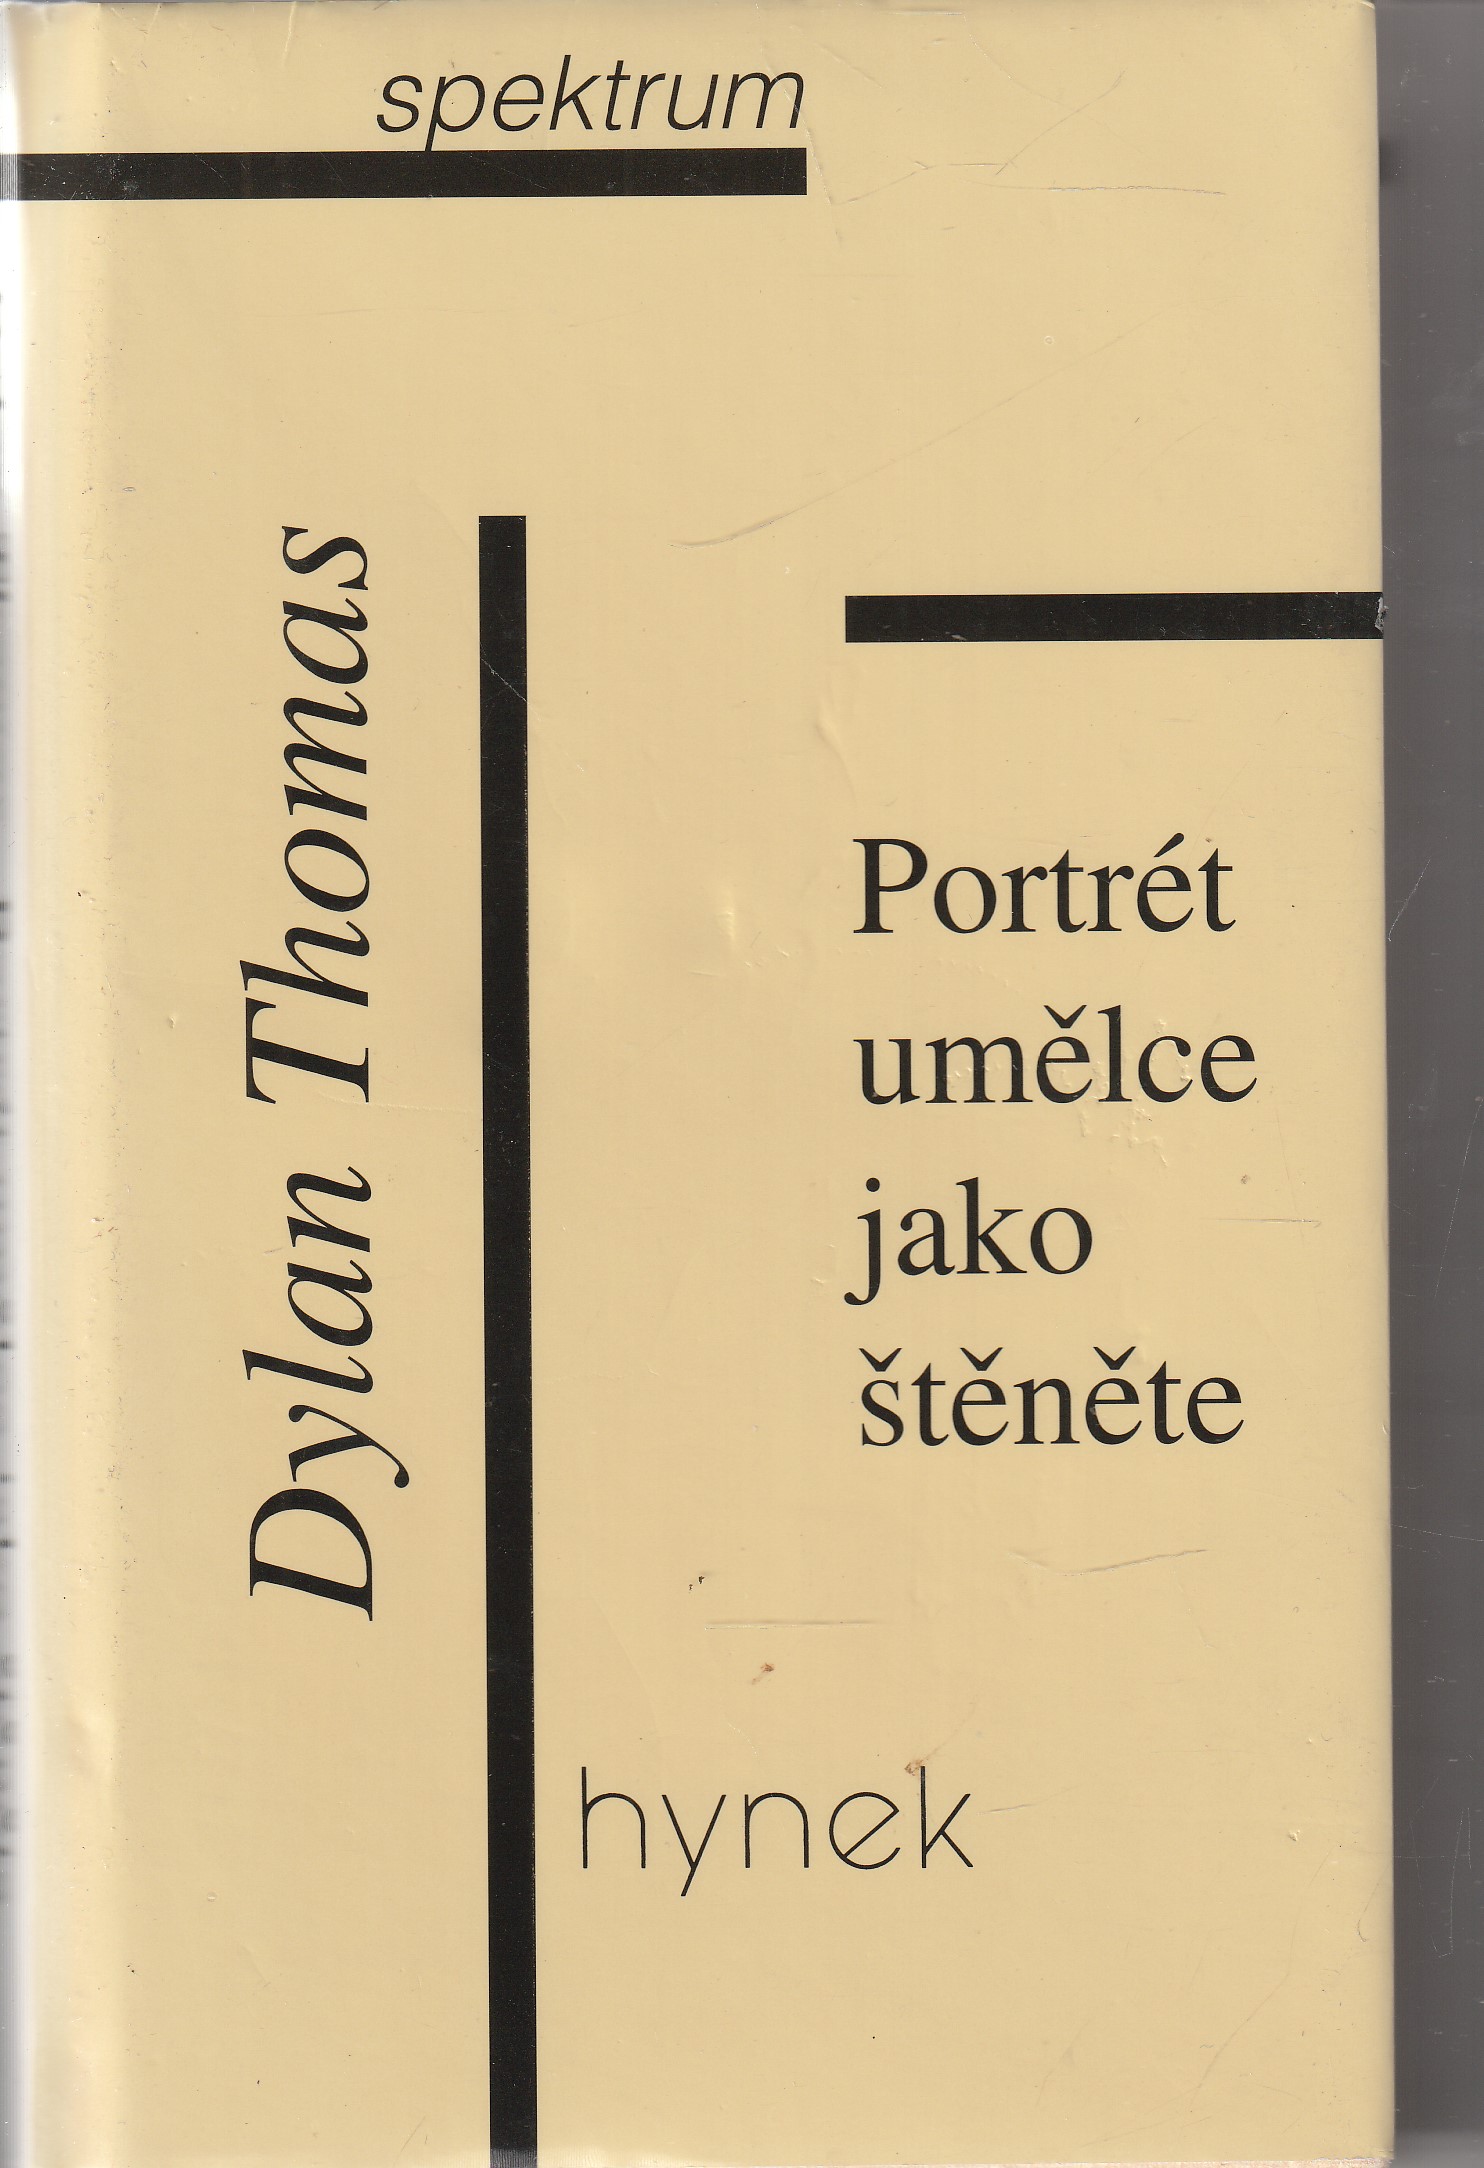 spektrum
Dylan Thomas
Portrét
umělce
jako
štěněte
hynek